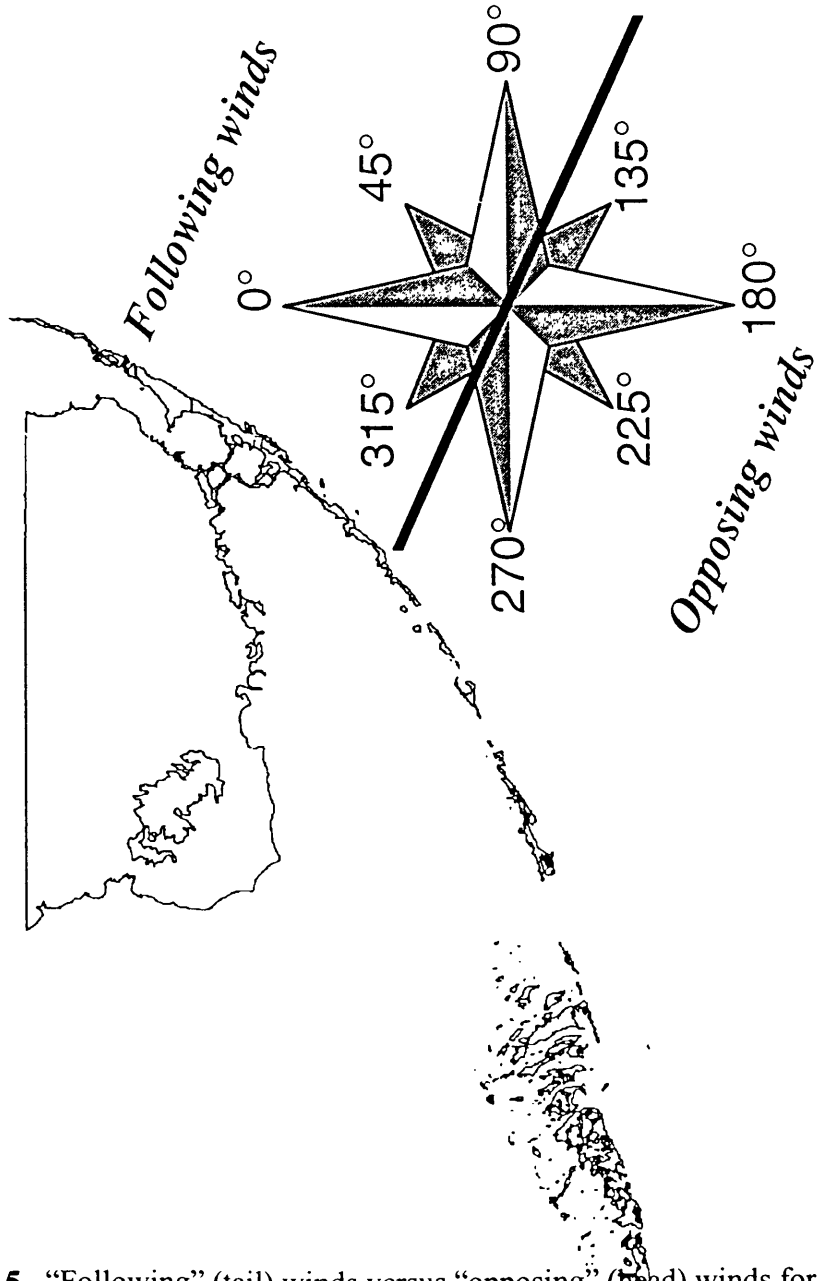 Following winds
0°
45°
90°
135°
180°
225°
270°
315°
Opposing winds
5. "Following" (tail) winds versus "opposing" (head) winds for